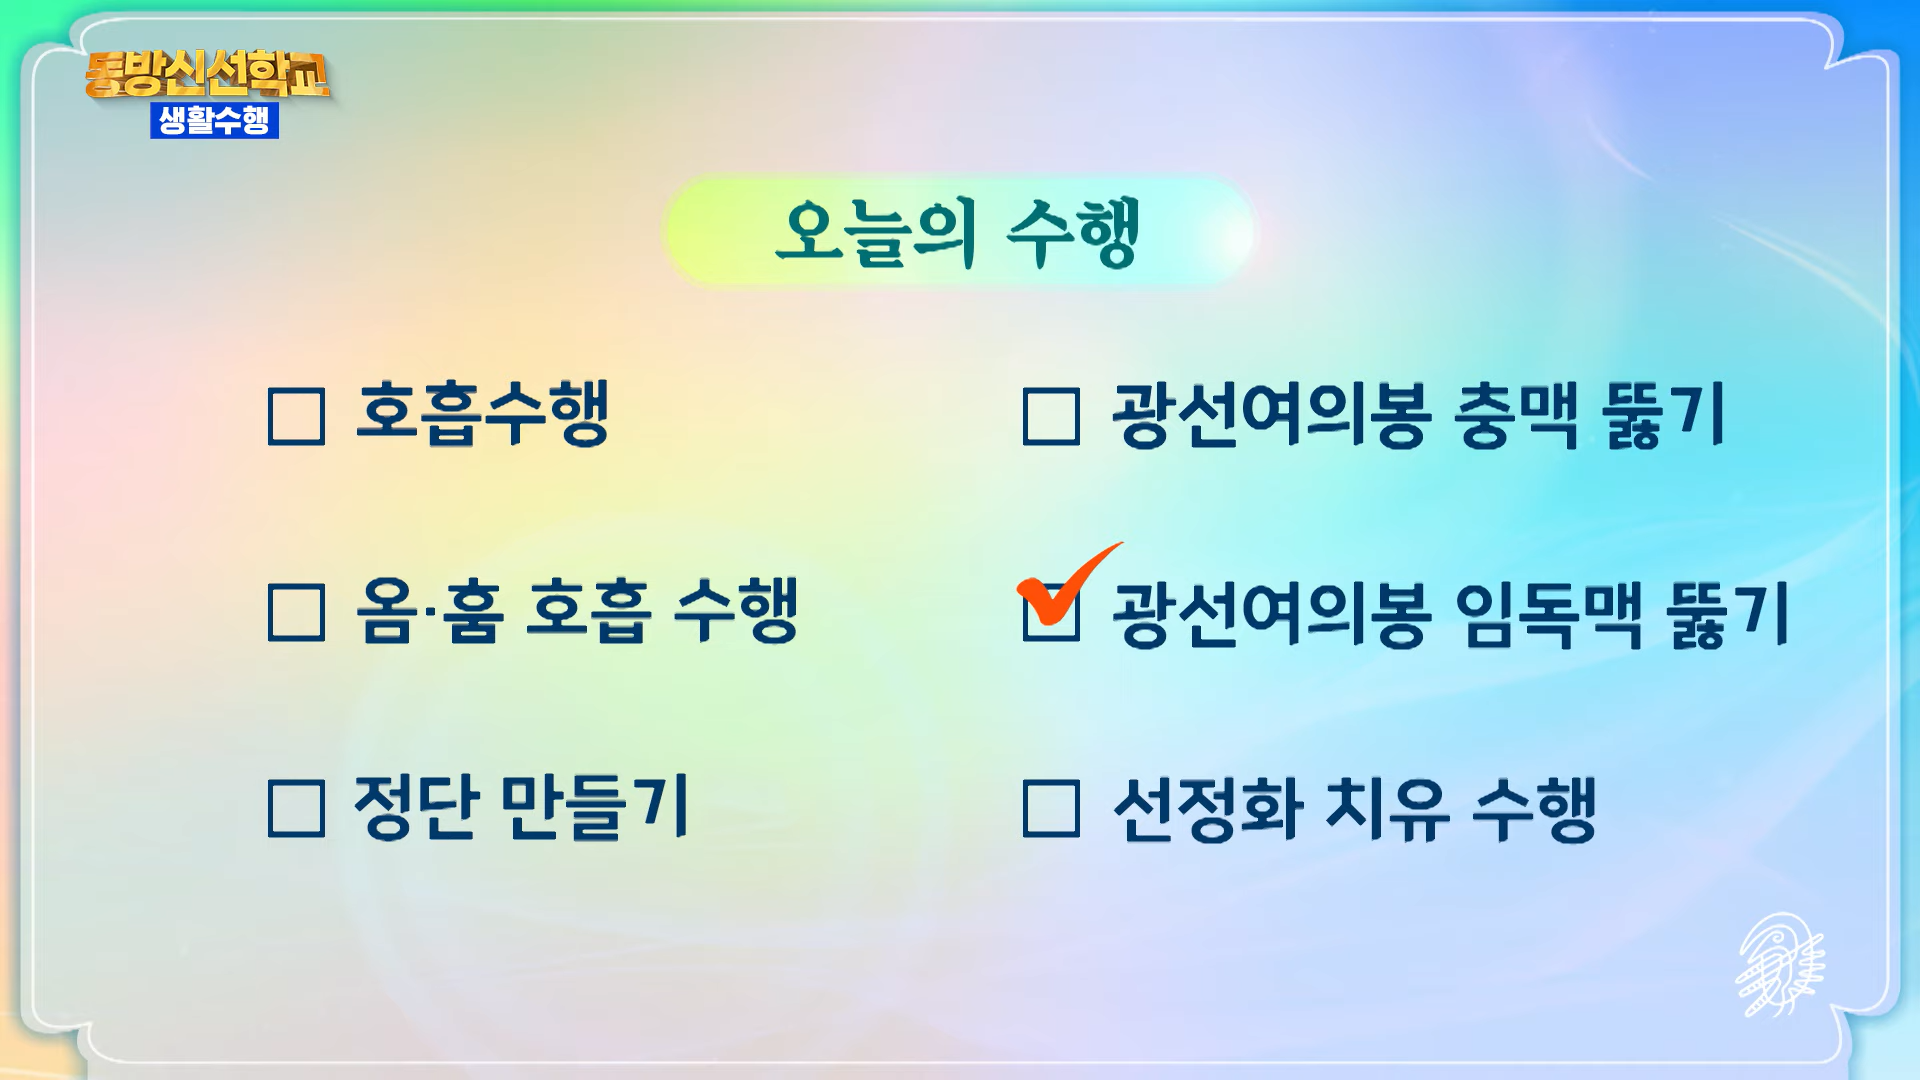 동방신선학교
생활수행
오늘의 수행
호흡수행
옴·훔 호흡 수행
정단 만들기
광선여의봉 충맥 뚫기
광선여의봉 임독맥 뚫기
선정화 치유 수행